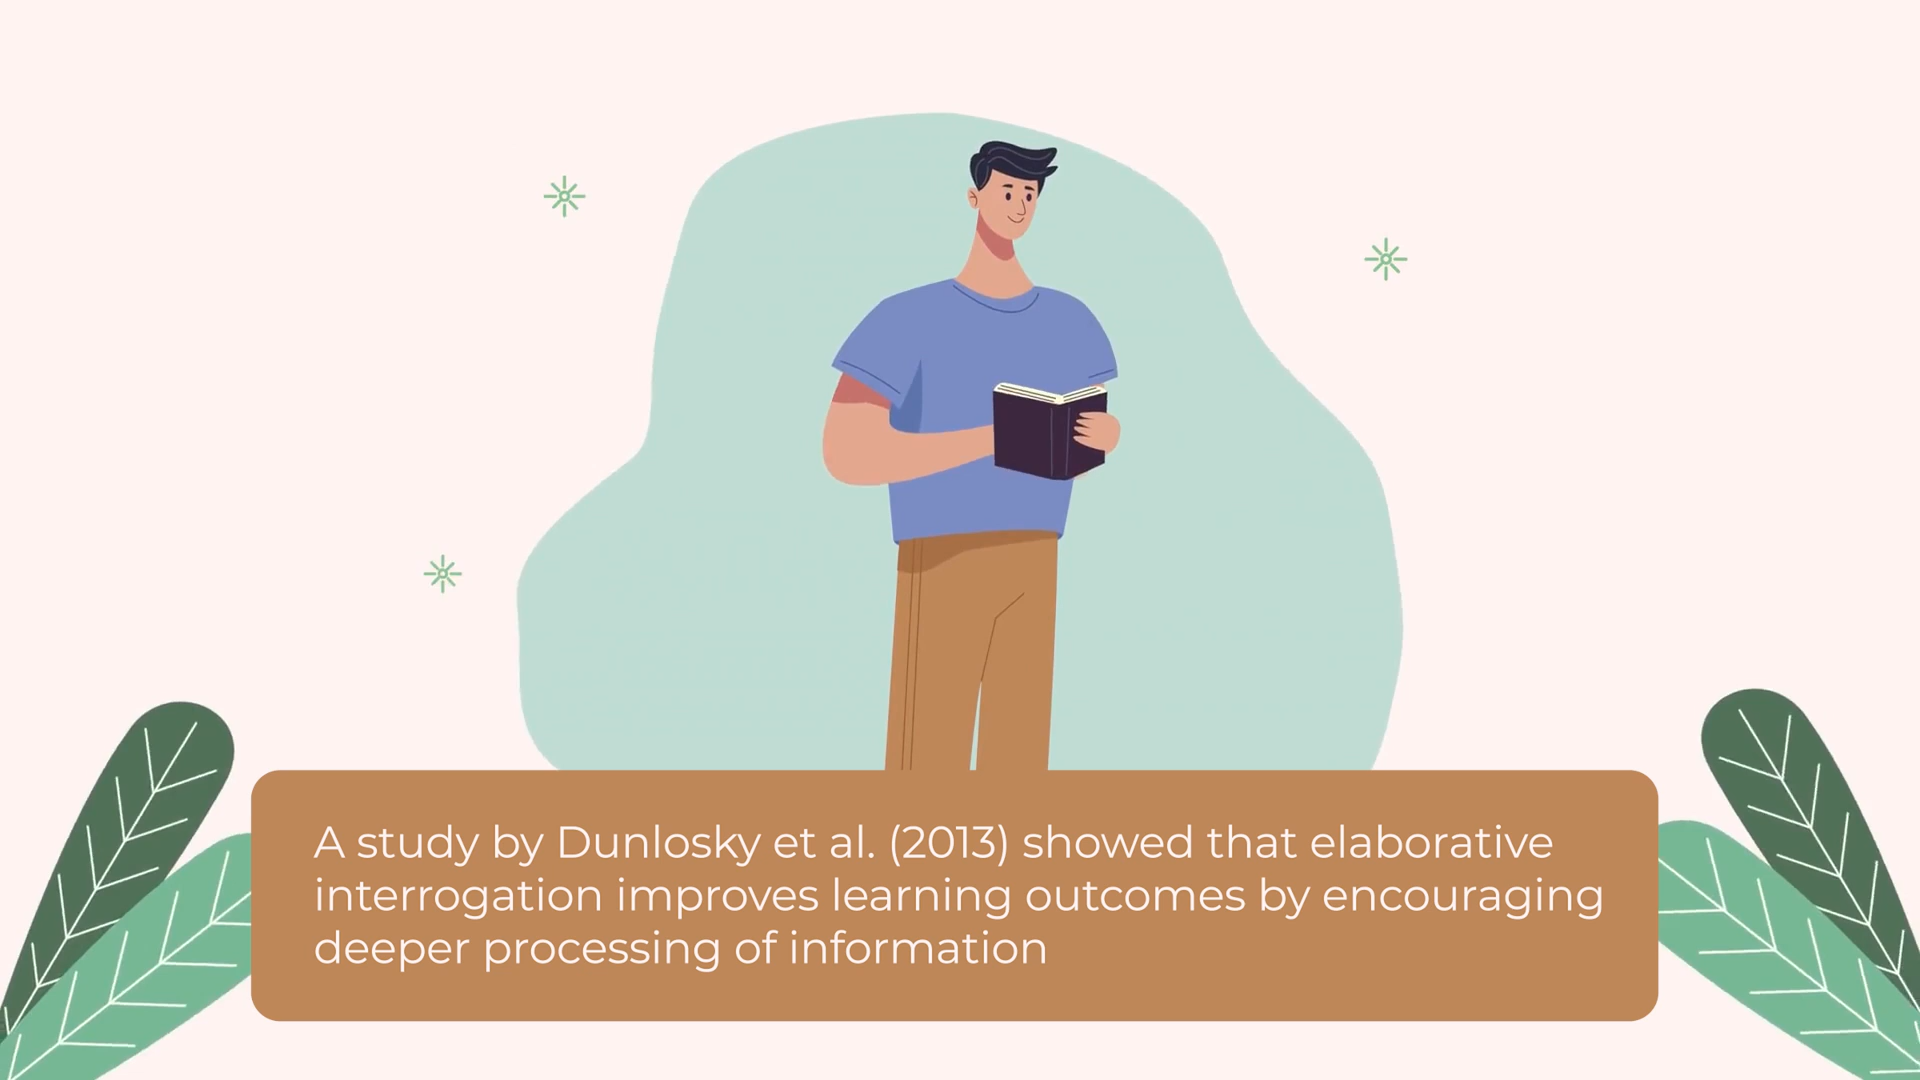 A study by Dunlosky et al. (2013) showed that elaborative
interrogation improves learning outcomes by encouraging
deeper processing of information